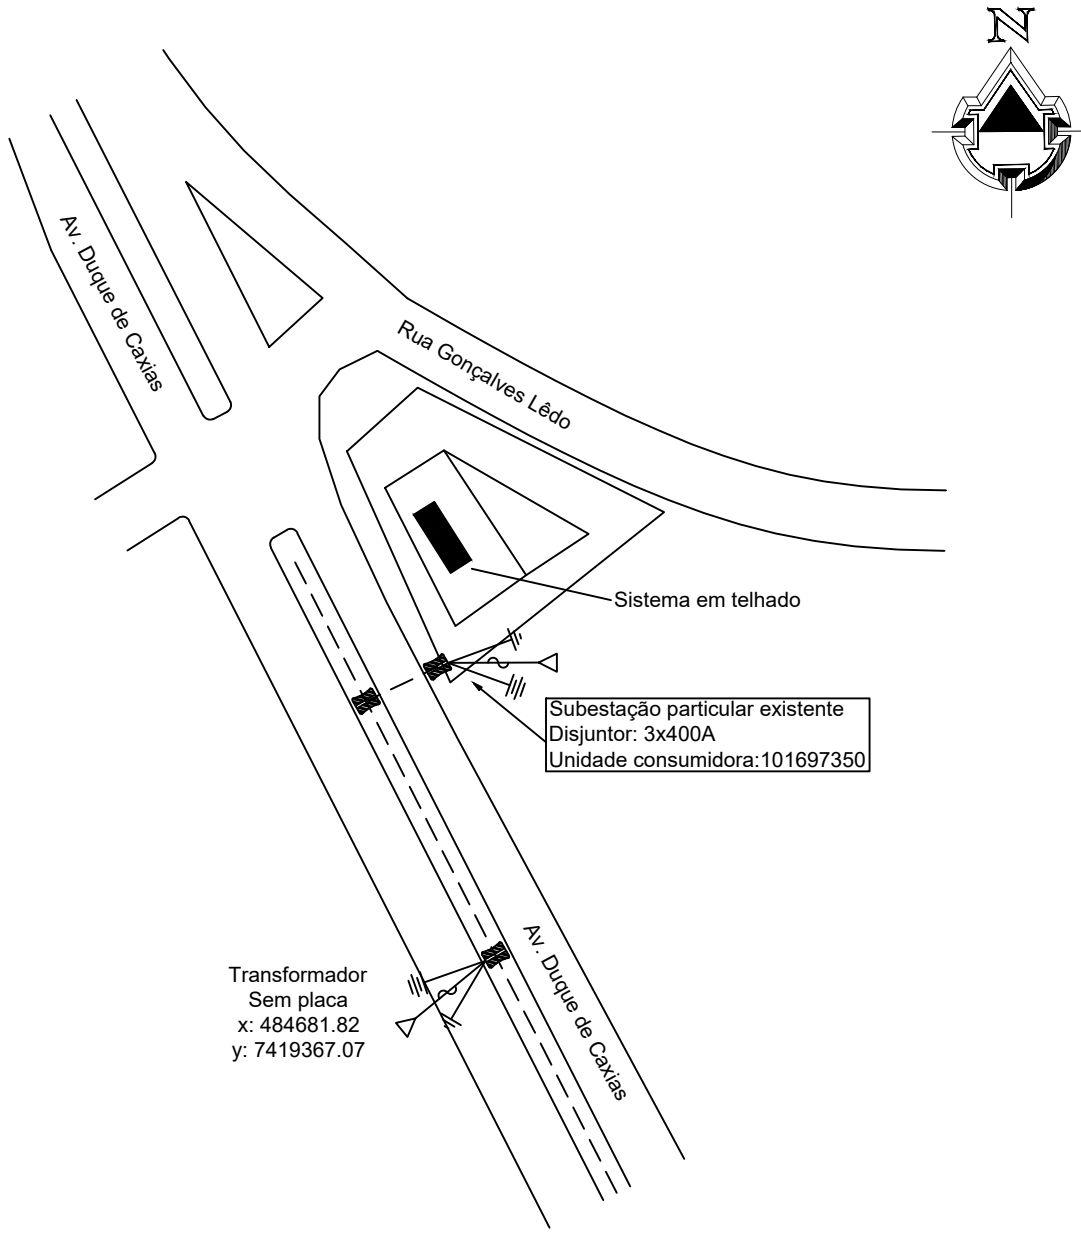 N
Av. Duque de Caxias
Rua Gonçalves Lêdo
Sistema em telhado
Subestação particular existente
Disjuntor: 3x400A
Unidade consumidora:101697350
Av. Duque de Caxias
Transformador
Sem placa
x: 484681.82
y: 7419367.07